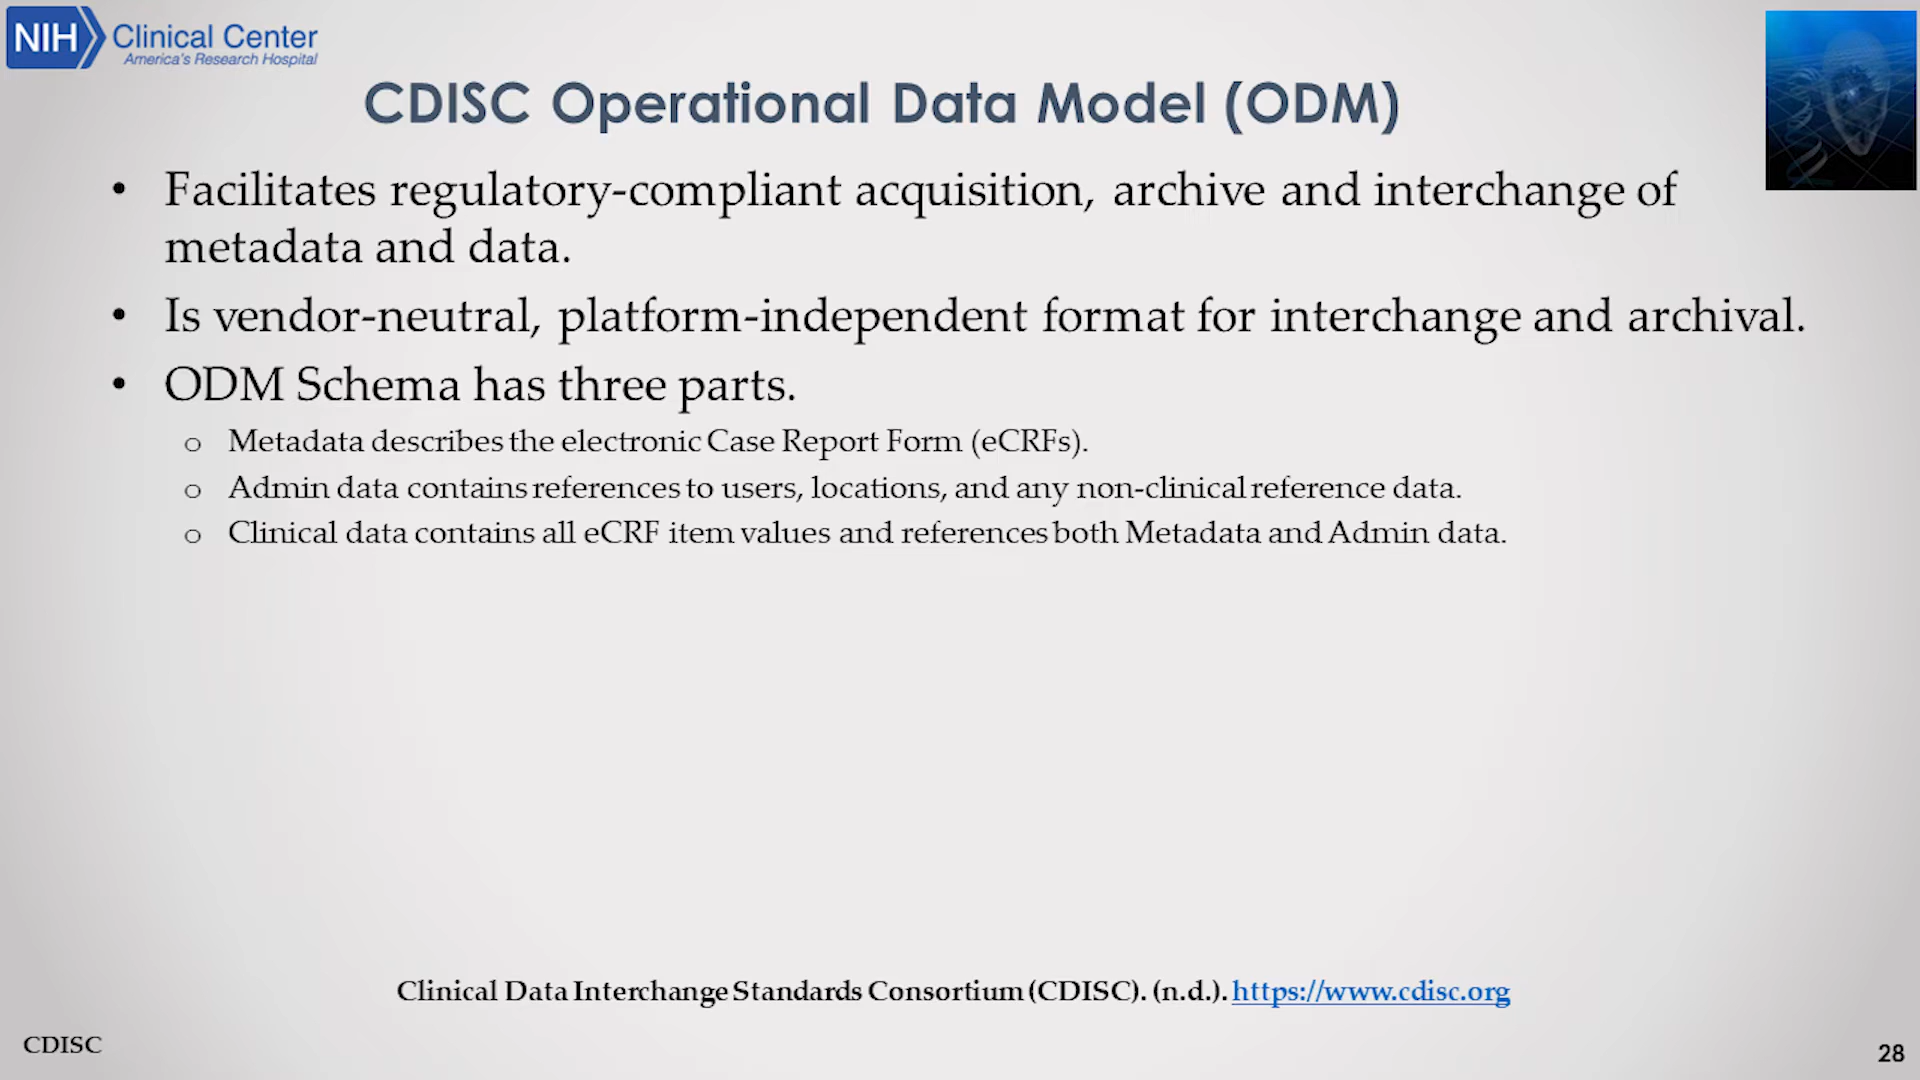 NIH Clinical Center
America's Research Hospital
CDISC Operational Data Model (ODM)
• Facilitates regulatory-compliant acquisition, archive and interchange of
metadata and data.
• Is vendor-neutral, platform-independent format for interchange and archival.
• ODM Schema has three parts.
o Metadata describes the electronic Case Report Form (eCRFs).
o Admin data contains references to users, locations, and any non-clinical reference data.
o Clinical data contains all eCRF item values and references both Metadata and Admin data.
Clinical Data Interchange Standards Consortium (CDISC). (n.d.). https://www.cdisc.org
CDISC
28